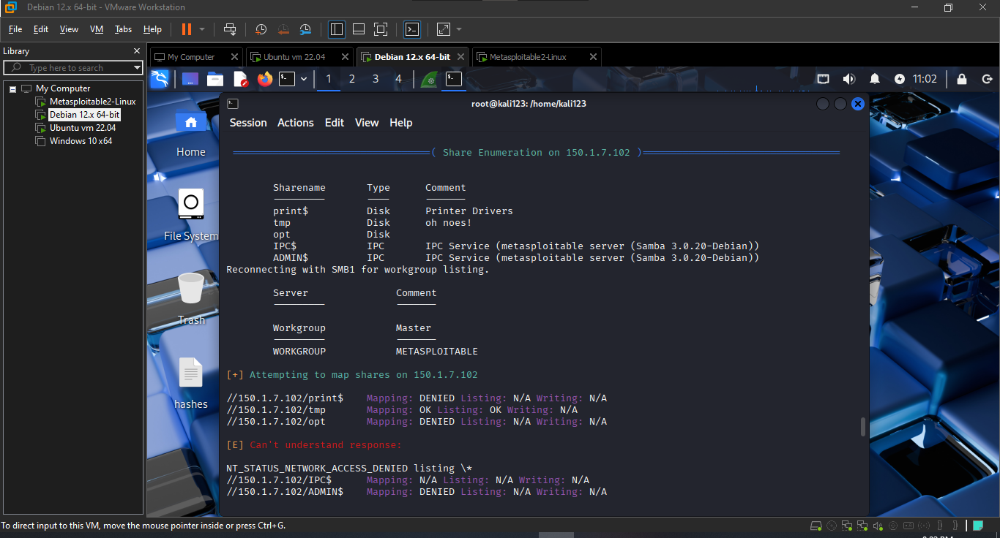 Debian 12.x 64-bit - VMware Workstation
File Edit View VM Tabs Help
Library
Type here to search
My Computer
Metasploitable2-Linux
Debian 12.x 64-bit
Ubuntu vm 22.04
Windows 10 x64
My Computer Ubuntu vm 22.04 Debian 12.x 64-bit Metasploitable2-Linux
1 2 3 4 11:02
Home
File System
Trash
hashes
root@kali123: /home/kali123
Session Actions Edit View Help
( Share Enumeration on 150.1.7.102 )
Sharename Type Comment
print$ Disk Printer Drivers
tmp Disk oh noes!
opt Disk
IPC$ IPC IPC Service (metasploitable server (Samba 3.0.20-Debian))
ADMIN$ IPC IPC Service (metasploitable server (Samba 3.0.20-Debian))
Reconnecting with SMB1 for workgroup listing.
Server Comment
Workgroup Master
WORKGROUP METASPLOITABLE
[+] Attempting to map shares on 150.1.7.102
//150.1.7.102/print$ Mapping: DENIED Listing: N/A Writing: N/A
//150.1.7.102/tmp Mapping: OK Listing: OK Writing: N/A
//150.1.7.102/opt Mapping: DENIED Listing: N/A Writing: N/A
[E] Can't understand response:
NT_STATUS_NETWORK_ACCESS_DENIED listing \*
//150.1.7.102/IPC$ Mapping: N/A Listing: N/A Writing: N/A
//150.1.7.102/ADMIN$ Mapping: DENIED Listing: N/A Writing: N/A
To direct input to this VM, move the mouse pointer inside or press Ctrl+G.